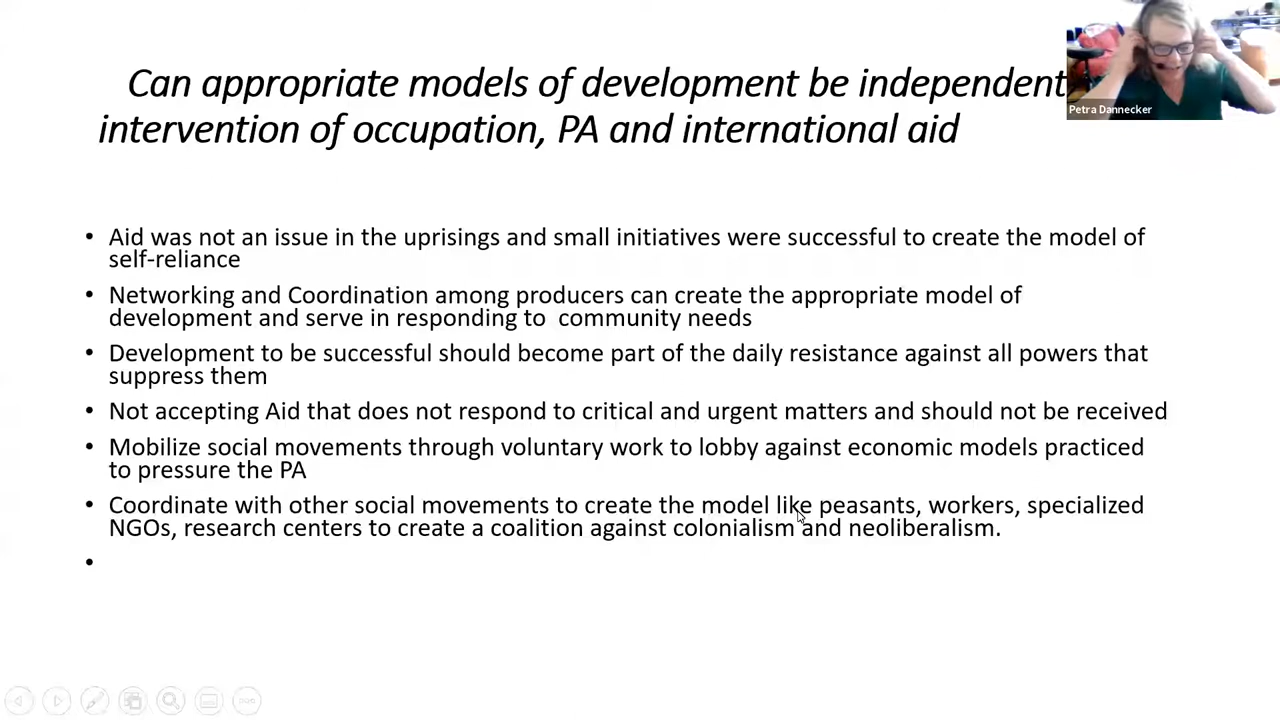 Can appropriate models of development be independent
intervention of occupation, PA and international aid
Petra Dannecker
• Aid was not an issue in the uprisings and small initiatives were successful to create the model of
self-reliance
• Networking and Coordination among producers can create the appropriate model of
development and serve in responding to  community needs
• Development to be successful should become part of the daily resistance against all powers that
suppress them
• Not accepting Aid that does not respond to critical and urgent matters and should not be received
• Mobilize social movements through voluntary work to lobby against economic models practiced
to pressure the PA
• Coordinate with other social movements to create the model like peasants, workers, specialized
NGOs, research centers to create a coalition against colonialism and neoliberalism.
•